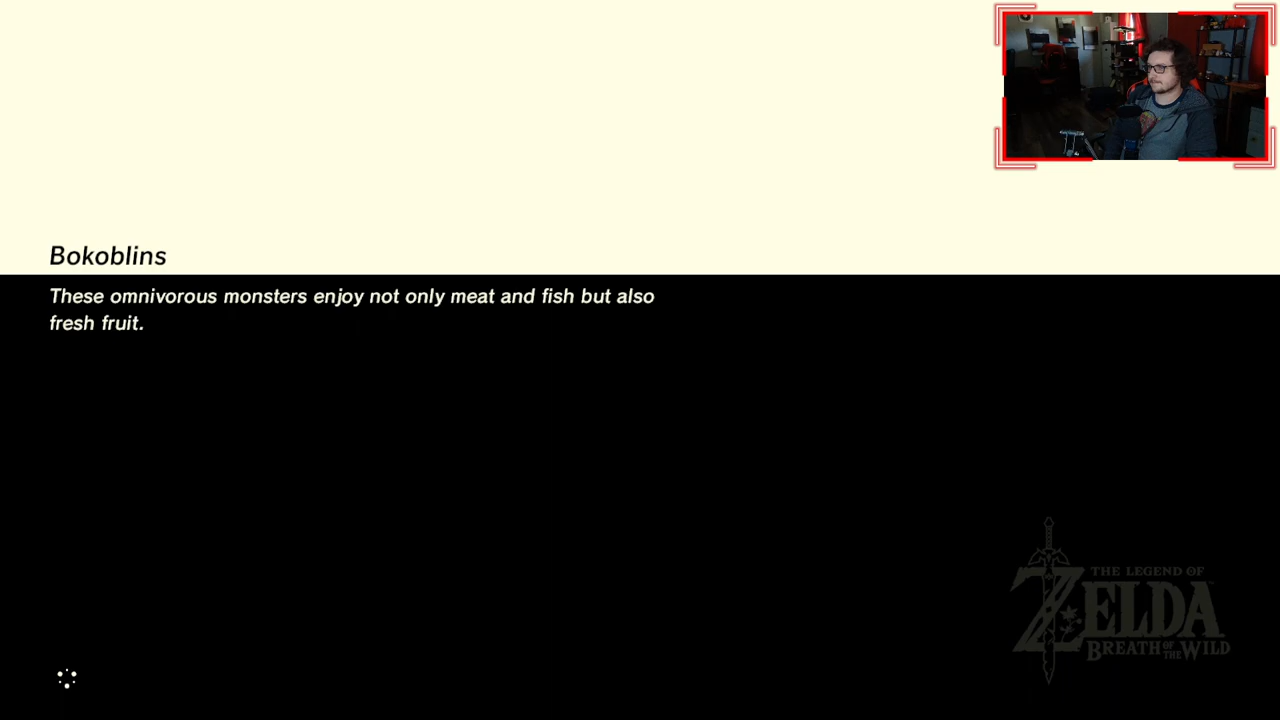 Bokoblins
These omnivorous monsters enjoy not only meat and fish but also
fresh fruit.
THE LEGEND OF
ZELDA
BREATH OF THE WILD